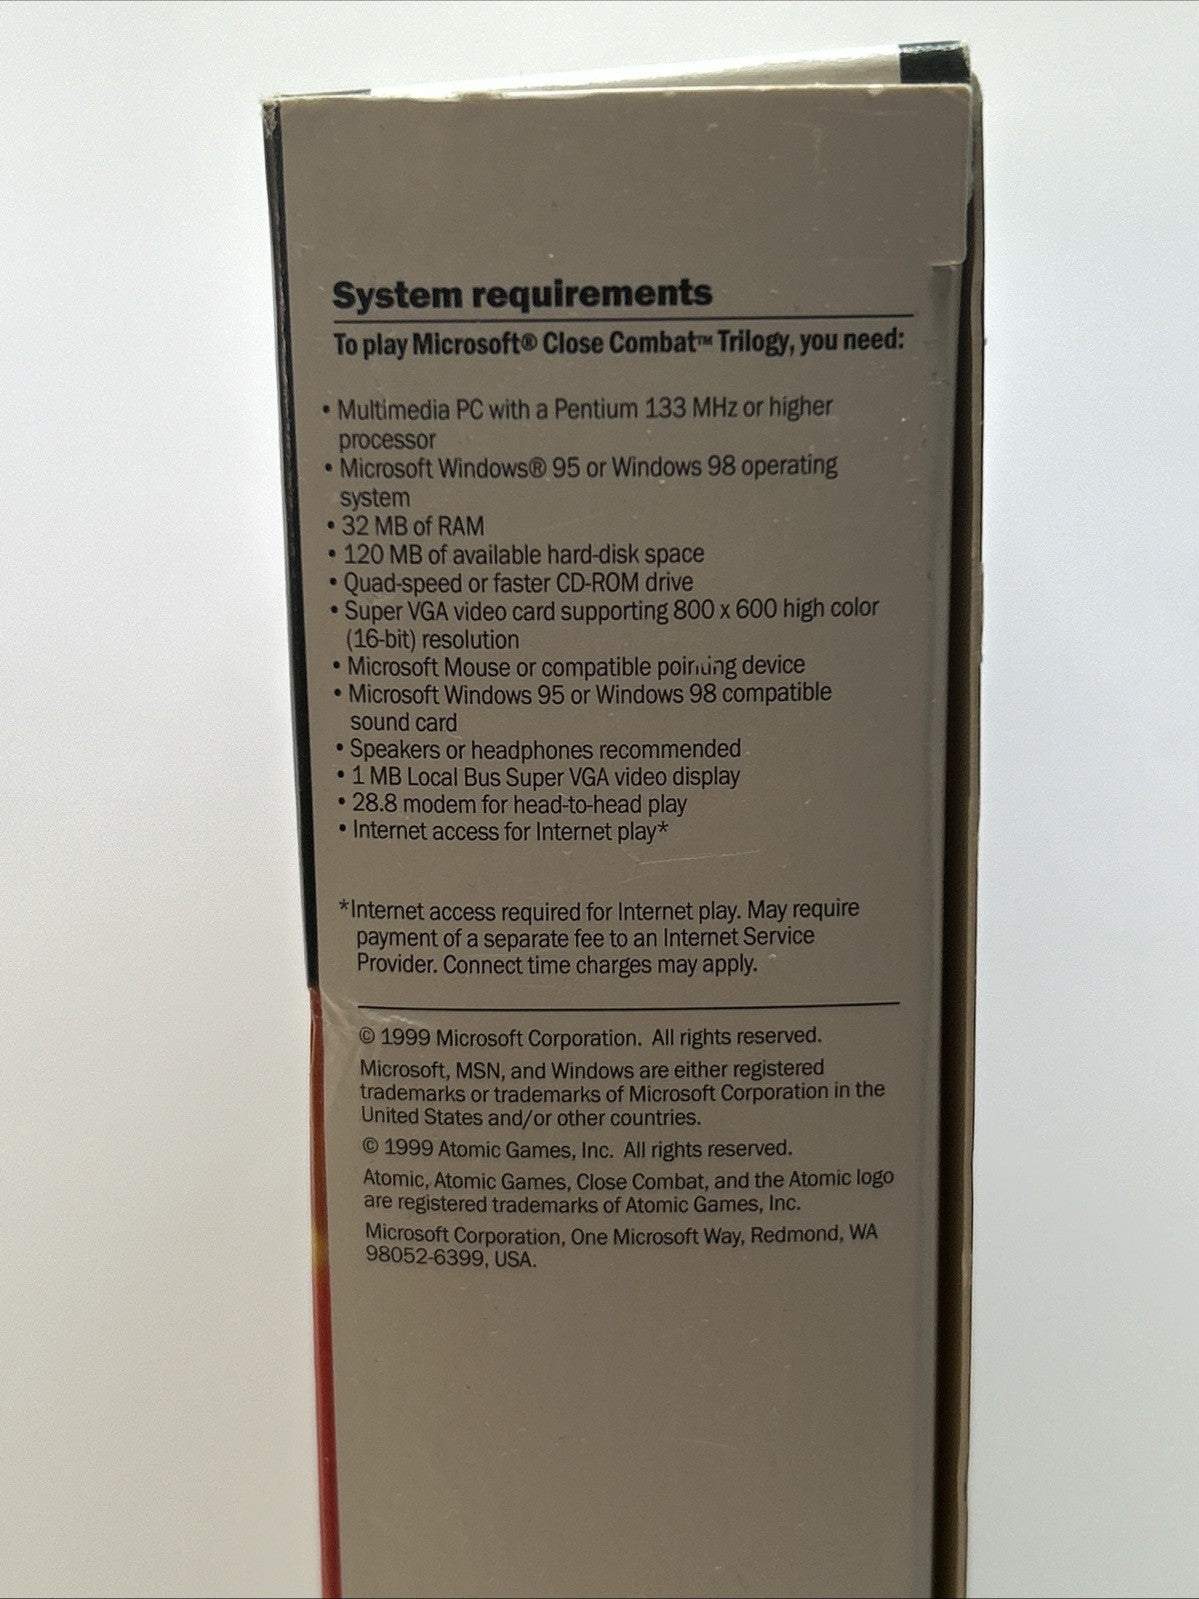 System requirements
To play Microsoft® Close Combat™ Trilogy, you need:
• Multimedia PC with a Pentium 133 MHz or higher
processor
• Microsoft Windows® 95 or Windows 98 operating
system
• 32 MB of RAM
• 120 MB of available hard-disk space
• Quad-speed or faster CD-ROM drive
• Super VGA video card supporting 800 x 600 high color
(16-bit) resolution
• Microsoft Mouse or compatible pointing device
• Microsoft Windows 95 or Windows 98 compatible
sound card
• Speakers or headphones recommended
• 1 MB Local Bus Super VGA video display
• 28.8 modem for head-to-head play
• Internet access for Internet play*
*Internet access required for Internet play. May require
payment of a separate fee to an Internet Service
Provider. Connect time charges may apply.
© 1999 Microsoft Corporation. All rights reserved.
Microsoft, MSN, and Windows are either registered
trademarks or trademarks of Microsoft Corporation in the
United States and/or other countries.
© 1999 Atomic Games, Inc. All rights reserved.
Atomic, Atomic Games, Close Combat, and the Atomic logo
are registered trademarks of Atomic Games, Inc.
Microsoft Corporation, One Microsoft Way, Redmond, WA
98052-6399, USA.